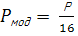 Pмод = P/16